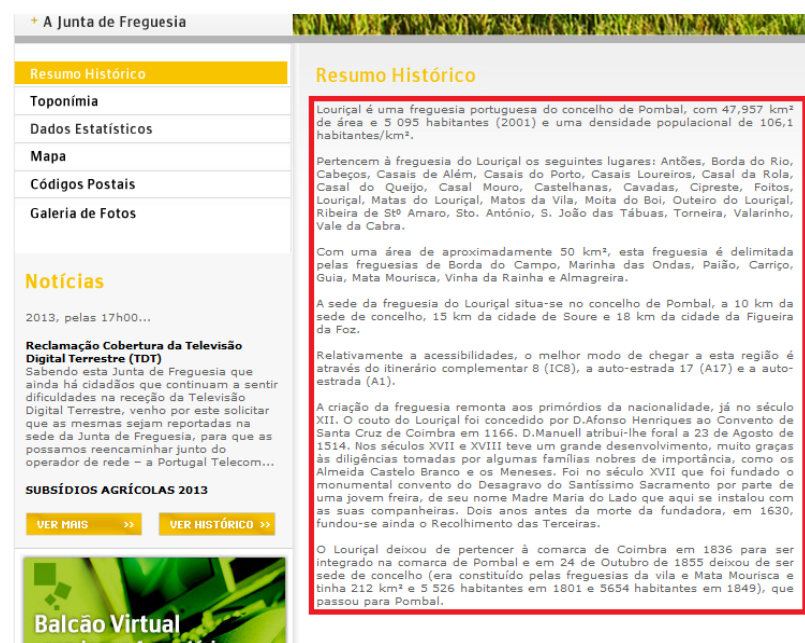 + A Junta de Freguesia
Resumo Histórico
Toponímia
Dados Estatísticos
Mapa
Códigos Postais
Galeria de Fotos
Notícias
2013, pelas 17h00...
Reclamação Cobertura da Televisão
Digital Terrestre (TDT)
Sabendo esta Junta de Freguesia que
ainda há cidadãos que continuam a sentir
dificuldades na receção da Televisão
Digital Terrestre, venho por este solicitar
que as mesmas sejam reportadas na
sede da Junta de Freguesia, para que as
possamos reencaminhar junto do
operador de rede – a Portugal Telecom...
SUBSÍDIOS AGRÍCOLAS 2013
VER MAIS >> VER HISTÓRICO >>
Balcão Virtual
Resumo Histórico
Louriçal é uma freguesia portuguesa do concelho de Pombal, com 47,957 km²
de área e 5 095 habitantes (2001) e uma densidade populacional de 106,1
habitantes/km².
Pertencem à freguesia do Louriçal os seguintes lugares: Antões, Borda do Rio,
Cabeços, Casais de Além, Casais do Porto, Casais Loureiros, Casal da Rola,
Casal do Queijo, Casal Mouro, Castelhanas, Cavadas, Cipreste, Foitos,
Louriçal, Matas do Louriçal, Matos da Vila, Moita do Boi, Outeiro do Louriçal,
Ribeira de Stº Amaro, Sto. António, S. João das Tábuas, Torneira, Valarinho,
Vale da Cabra.
Com uma área de aproximadamente 50 km², esta freguesia é delimitada
pelas freguesias de Borda do Campo, Marinha das Ondas, Paião, Carriço,
Guia, Mata Mourisca, Vinha da Rainha e Almagreira.
A sede da freguesia do Louriçal situa-se no concelho de Pombal, a 10 km da
sede de concelho, 15 km da cidade de Soure e 18 km da cidade da Figueira
da Foz.
Relativamente a acessibilidades, o melhor modo de chegar a esta região é
através do itinerário complementar 8 (IC8), a auto-estrada 17 (A17) e a auto-
estrada (A1).
A criação da freguesia remonta aos primórdios da nacionalidade, já no século
XII. O couto do Louriçal foi concedido por D.Afonso Henriques ao Convento de
Santa Cruz de Coimbra em 1166. D.Manuell atribui-lhe foral a 23 de Agosto de
1514. Nos séculos XVII e XVIII teve um grande desenvolvimento, muito graças
às diligências tomadas por algumas famílias nobres de importância, como os
Almeida Castelo Branco e os Meneses. Foi no século XVII que foi fundado o
monumental convento do Desagravo do Santíssimo Sacramento por parte de
uma jovem freira, de seu nome Madre Maria do Lado que aqui se instalou com
as suas companheiras. Dois anos antes da morte da fundadora, em 1630,
fundou-se ainda o Recolhimento das Terceiras.
O Louriçal deixou de pertencer à comarca de Coimbra em 1836 para ser
integrado na comarca de Pombal e em 24 de Outubro de 1855 deixou de ser
sede de concelho (era constituído pelas freguesias da vila e Mata Mourisca e
tinha 212 km² e 5 526 habitantes em 1801 e 5654 habitantes em 1849), que
passou para Pombal.